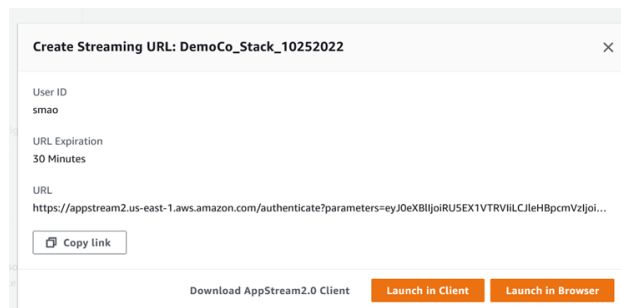 Create Streaming URL: DemoCo_Stack_10252022
User ID
smao
URL Expiration
30 Minutes
URL
https://appstream2.us-east-1.aws.amazon.com/authenticate?parameters=eyJ0eXBlIjoiRU5EX1VTRVIiLCJleHBpcmVzIjoi...
Copy link
Download AppStream2.0 Client
Launch in Client
Launch in Browser